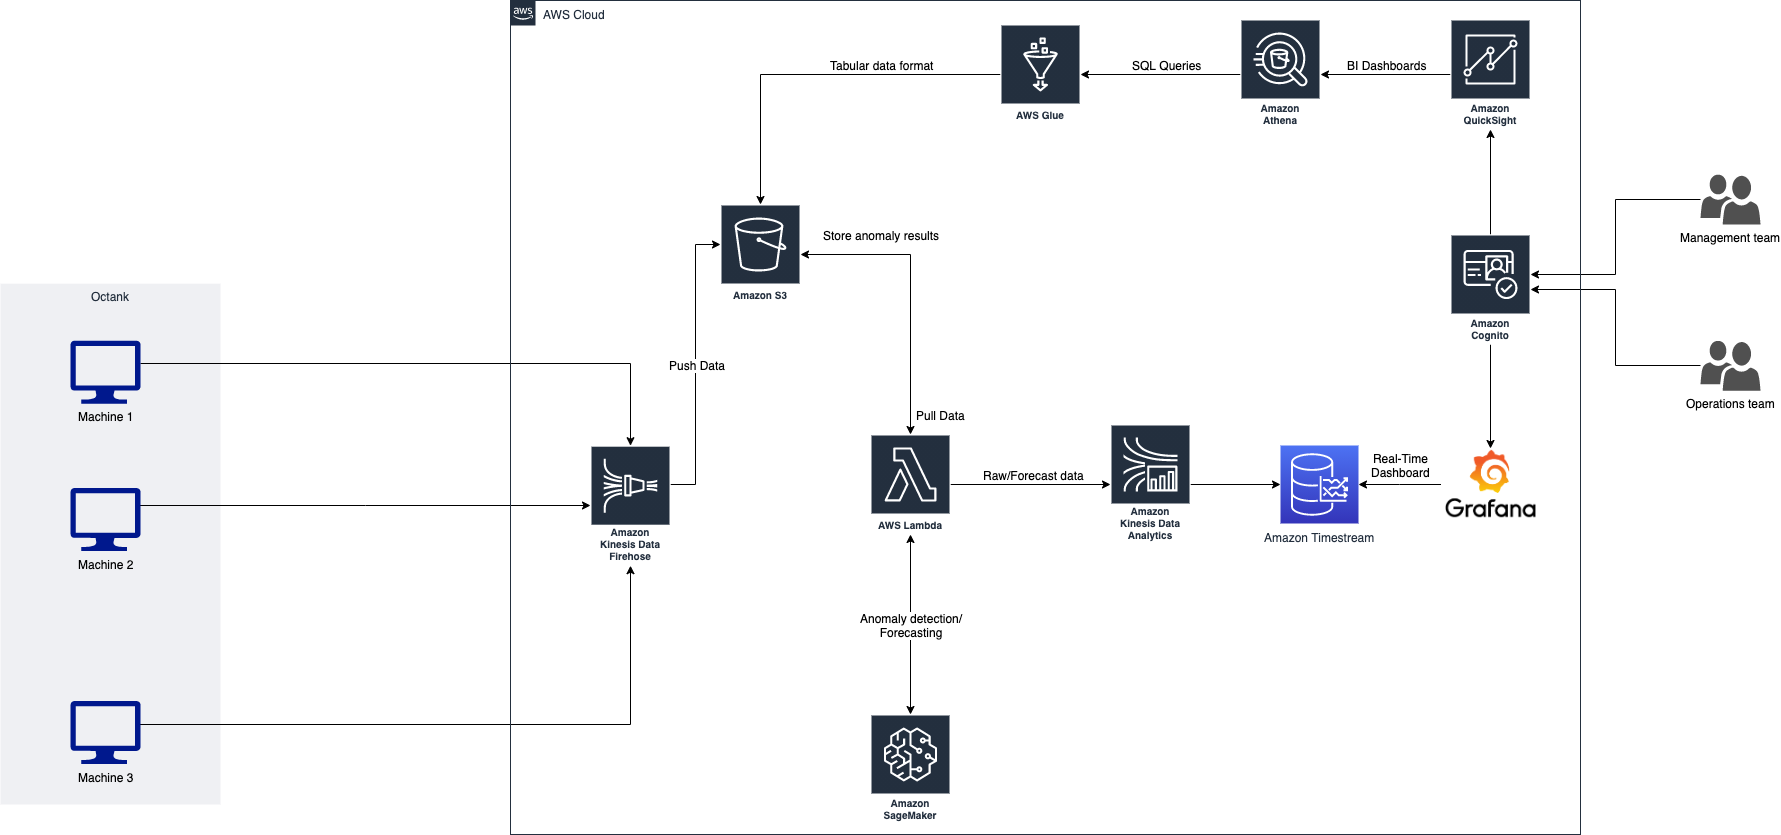 aws
AWS Cloud
Tabular data format
SQL Queries
BI Dashboards
AWS Glue
Amazon
Athena
Amazon
QuickSight
Management team
Store anomaly results
Amazon S3
Octank
Amazon
Cognito
Push Data
Machine 1
Operations team
Pull Data
Real-Time
Dashboard
Raw/Forecast data
Grafana
AWS Lambda
Amazon
Kinesis Data
Analytics
Amazon Timestream
Amazon
Kinesis Data
Firehose
Machine 2
Anomaly detection/
Forecasting
Machine 3
Amazon
SageMaker